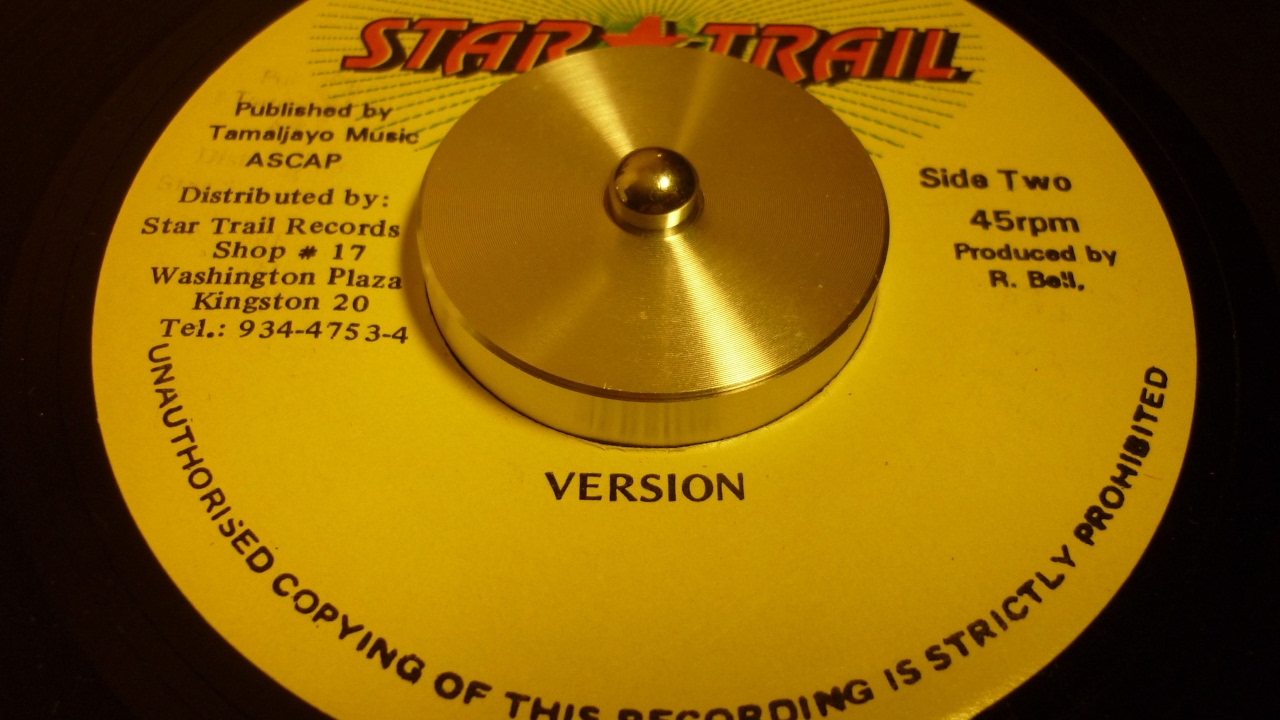 STAR TRAIL
Published by
Tamaljayo Music
ASCAP
Distributed by:
Star Trail Records
Shop # 17
Washington Plaza
Kingston 20
Tel.: 934-4753-4
Side Two
45rpm
Produced by
R. Bell,
VERSION
UNAUTHORISED COPYING OF THIS RECORDING IS STRICTLY PROHIBITED